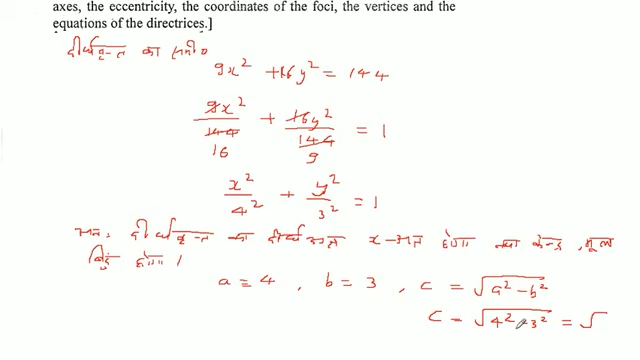 axes, the eccentricity, the coordinates of the foci, the vertices and the
equations of the directrices.]
दीर्घवृत्त का समी०
9x² + 16y² = 144
9x²/144 + 16y²/144 = 1
16 9
x²/4² + y²/3² = 1
अतः दीर्घवृत्त का दीर्घ अक्ष x-अक्ष होगा तथा केन्द्र, मूल
बिंदु होगा ।
a = 4 , b = 3 , c = √(a² - b²)
C = √(4² - 3²) = √